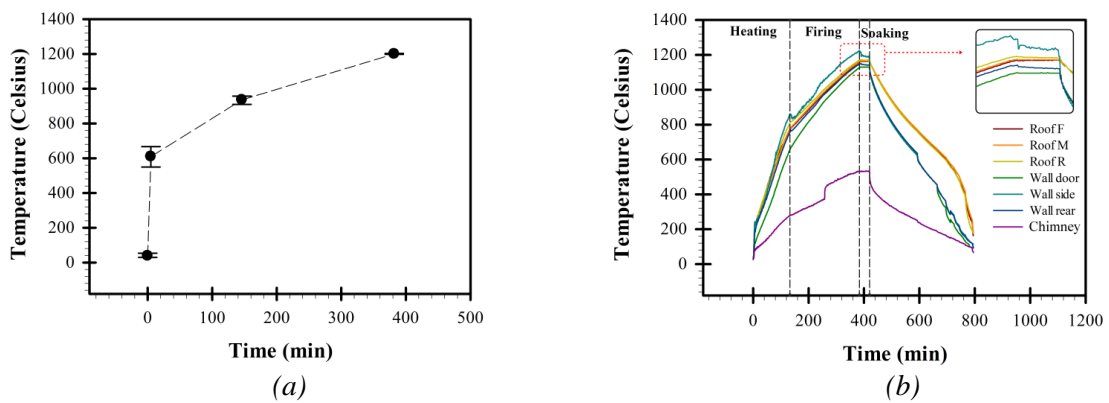 1400
1200
1000
800
600
400
200
0
Temperature (Celsius)
0 100 200 300 400 500
Time (min)
(a)
1400
1200
1000
800
600
400
200
0
Temperature (Celsius)
Heating Firing Soaking
Roof F
Roof M
Roof R
Wall door
Wall side
Wall rear
Chimney
0 200 400 600 800 1000 1200
Time (min)
(b)